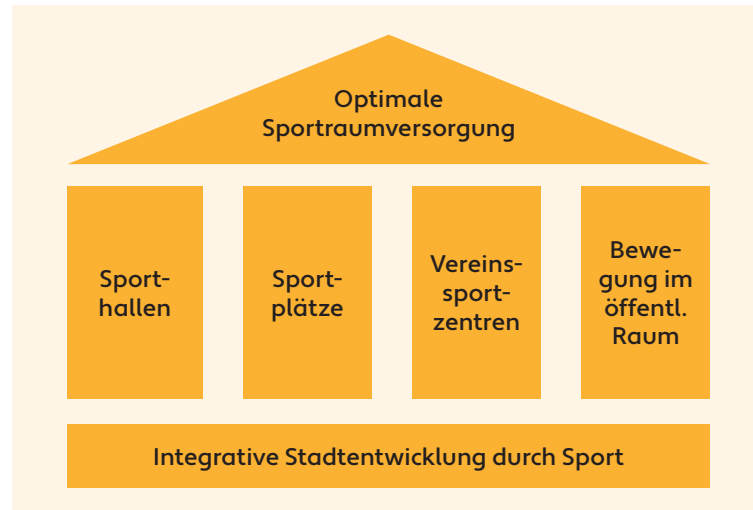 Optimale
Sportraumversorgung
Sport-
hallen
Sport-
plätze
Vereins-
sport-
zentren
Bewe-
gung im
öffentl.
Raum
Integrative Stadtentwicklung durch Sport